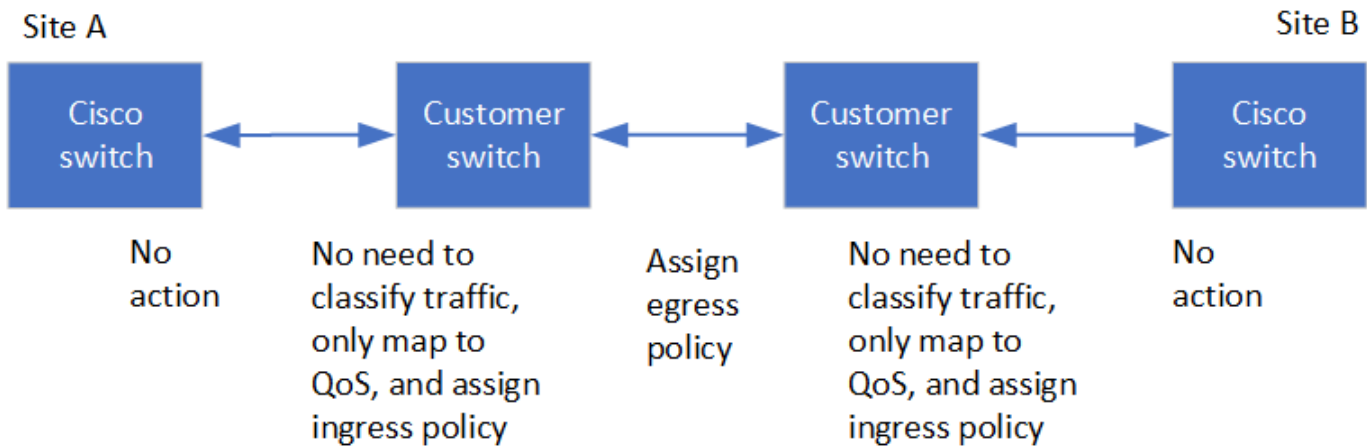 Site A
Site B
Cisco
switch
Customer
switch
Customer
switch
Cisco
switch
No
action
No need to
classify traffic,
only map to
QoS, and assign
ingress policy
Assign
egress
policy
No need to
classify traffic,
only map to
QoS, and assign
ingress policy
No
action